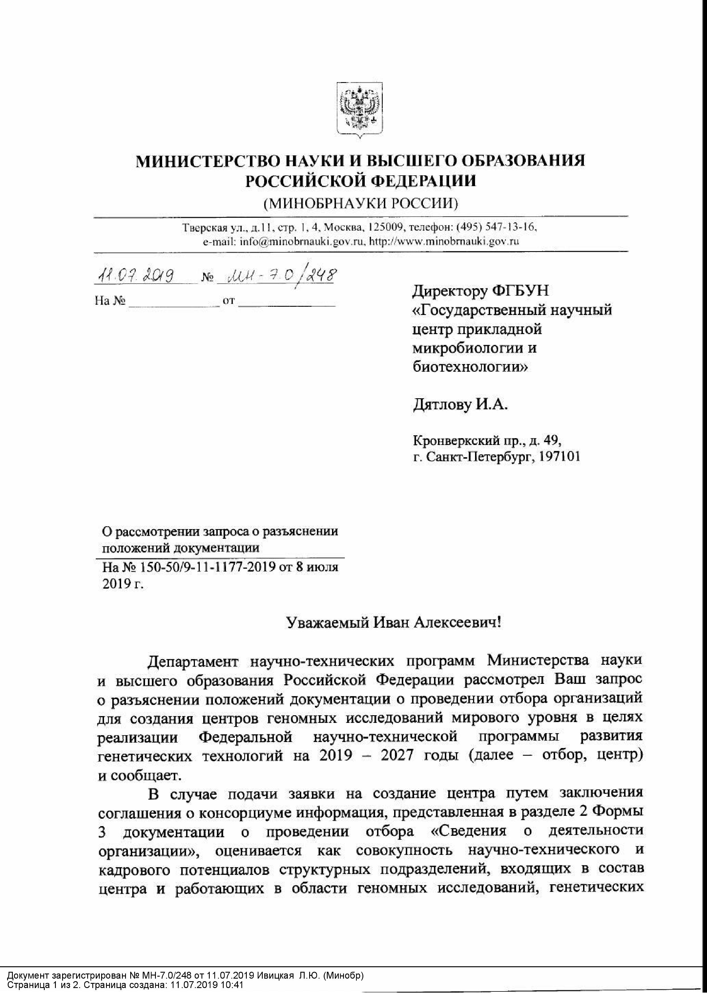 МИНИСТЕРСТВО НАУКИ И ВЫСШЕГО ОБРАЗОВАНИЯ
РОССИЙСКОЙ ФЕДЕРАЦИИ
(МИНОБРНАУКИ РОССИИ)
Тверская ул., д.11, стр. 1, 4, Москва, 125009, телефон: (495) 547-13-16,
e-mail: info@minobrnauki.gov.ru, http://www.minobrnauki.gov.ru
11.07.2019 № МН-7.0/248
На № ____________ от ____________
Директору ФГБУН
«Государственный научный
центр прикладной
микробиологии и
биотехнологии»
Дятлову И.А.
Кронверкский пр., д. 49,
г. Санкт-Петербург, 197101
О рассмотрении запроса о разъяснении
положений документации
На № 150-50/9-11-1177-2019 от 8 июля
2019 г.
Уважаемый Иван Алексеевич!
Департамент научно-технических программ Министерства науки
и высшего образования Российской Федерации рассмотрел Ваш запрос
о разъяснении положений документации о проведении отбора организаций
для создания центров геномных исследований мирового уровня в целях
реализации Федеральной научно-технической программы развития
генетических технологий на 2019 – 2027 годы (далее – отбор, центр)
и сообщает.
В случае подачи заявки на создание центра путем заключения
соглашения о консорциуме информация, представленная в разделе 2 Формы
3 документации о проведении отбора «Сведения о деятельности
организации», оценивается как совокупность научно-технического и
кадрового потенциалов структурных подразделений, входящих в состав
центра и работающих в области геномных исследований, генетических
Документ зарегистрирован № МН-7.0/248 от 11.07.2019 Ивицкая Л.Ю. (Минобр)
Страница 1 из 2. Страница создана: 11.07.2019 10:41